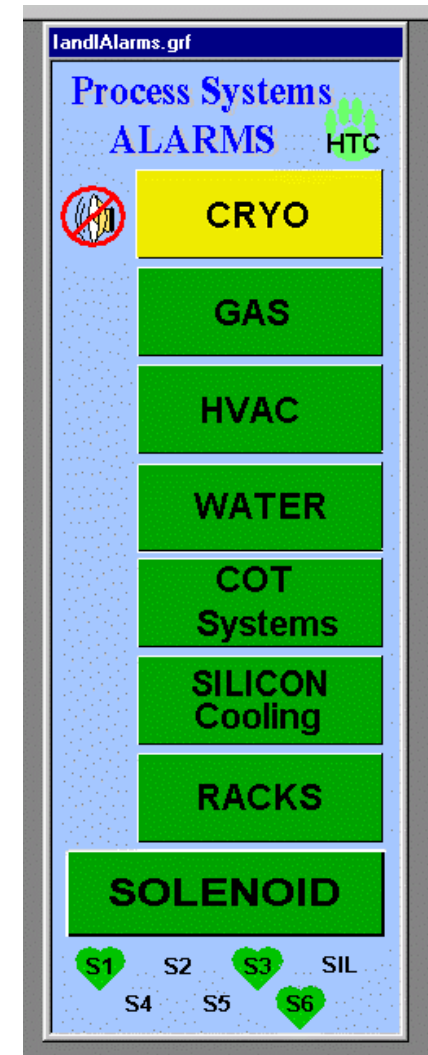 IandIAlarms.grf
Process Systems
ALARMS
HTC
CRYO
GAS
HVAC
WATER
COT
Systems
SILICON
Cooling
RACKS
SOLENOID
S1 S2 S3 SIL
S4 S5 S6